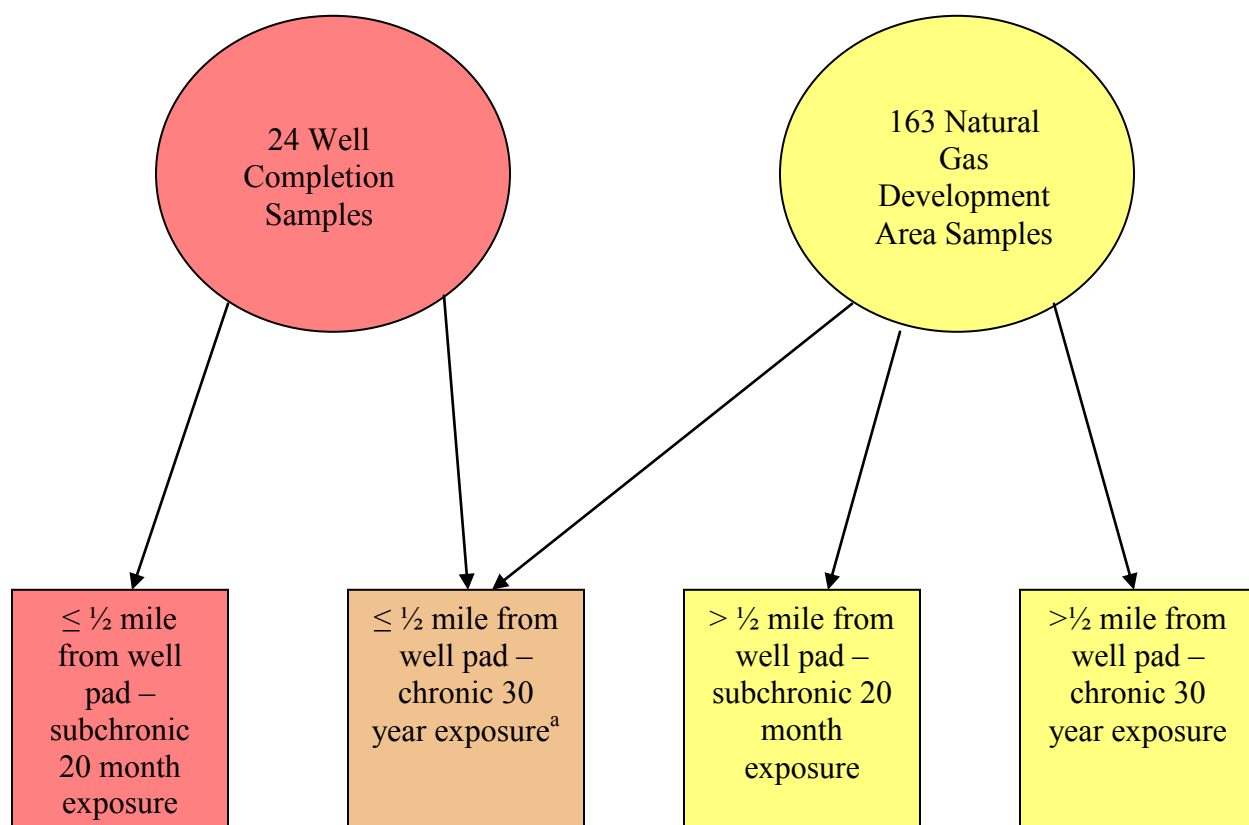 24 Well
Completion
Samples
163 Natural
Gas
Development
Area Samples
≤ ½ mile
from well
pad –
subchronic
20 month
exposure
≤ ½ mile from
well pad –
chronic 30
year exposureᵃ
> ½ mile from
well pad –
subchronic 20
month
exposure
>½ mile from
well pad –
chronic 30
year exposure